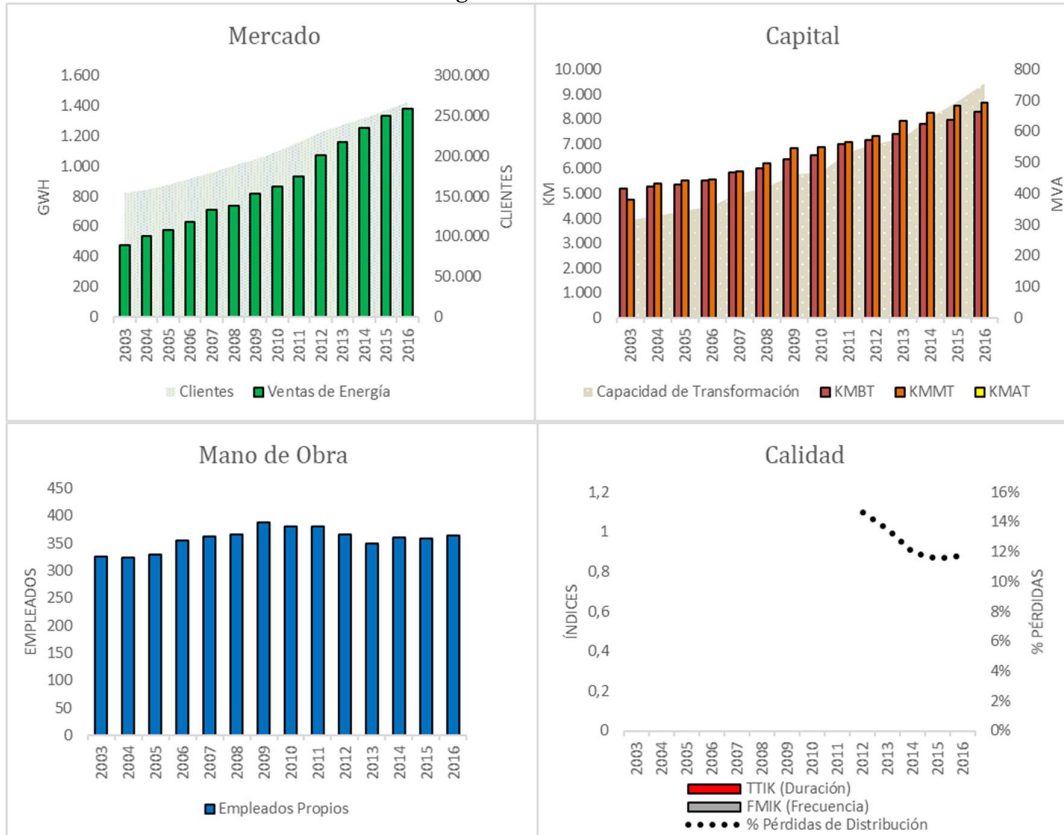 Mercado
GWH
1.600
1.400
1.200
1.000
800
600
400
200
0
300.000
250.000
200.000
150.000
100.000
50.000
0
CLIENTES
2003 2004 2005 2006 2007 2008 2009 2010 2011 2012 2013 2014 2015 2016
Clientes Ventas de Energía
Capital
KM
10.000
9.000
8.000
7.000
6.000
5.000
4.000
3.000
2.000
1.000
0
800
700
600
500
400
300
200
100
0
MVA
2003 2004 2005 2006 2007 2008 2009 2010 2011 2012 2013 2014 2015 2016
Capacidad de Transformación KMBT KMMT KMAT
Mano de Obra
EMPLEADOS
450
400
350
300
250
200
150
100
50
0
2003 2004 2005 2006 2007 2008 2009 2010 2011 2012 2013 2014 2015 2016
Empleados Propios
Calidad
ÍNDICES
1,2
1
0,8
0,6
0,4
0,2
0
16%
14%
12%
10%
8%
6%
4%
2%
0%
% PÉRDIDAS
2003 2004 2005 2006 2007 2008 2009 2010 2011 2012 2013 2014 2015 2016
TTIK (Duración)
FMIK (Frecuencia)
% Pérdidas de Distribución